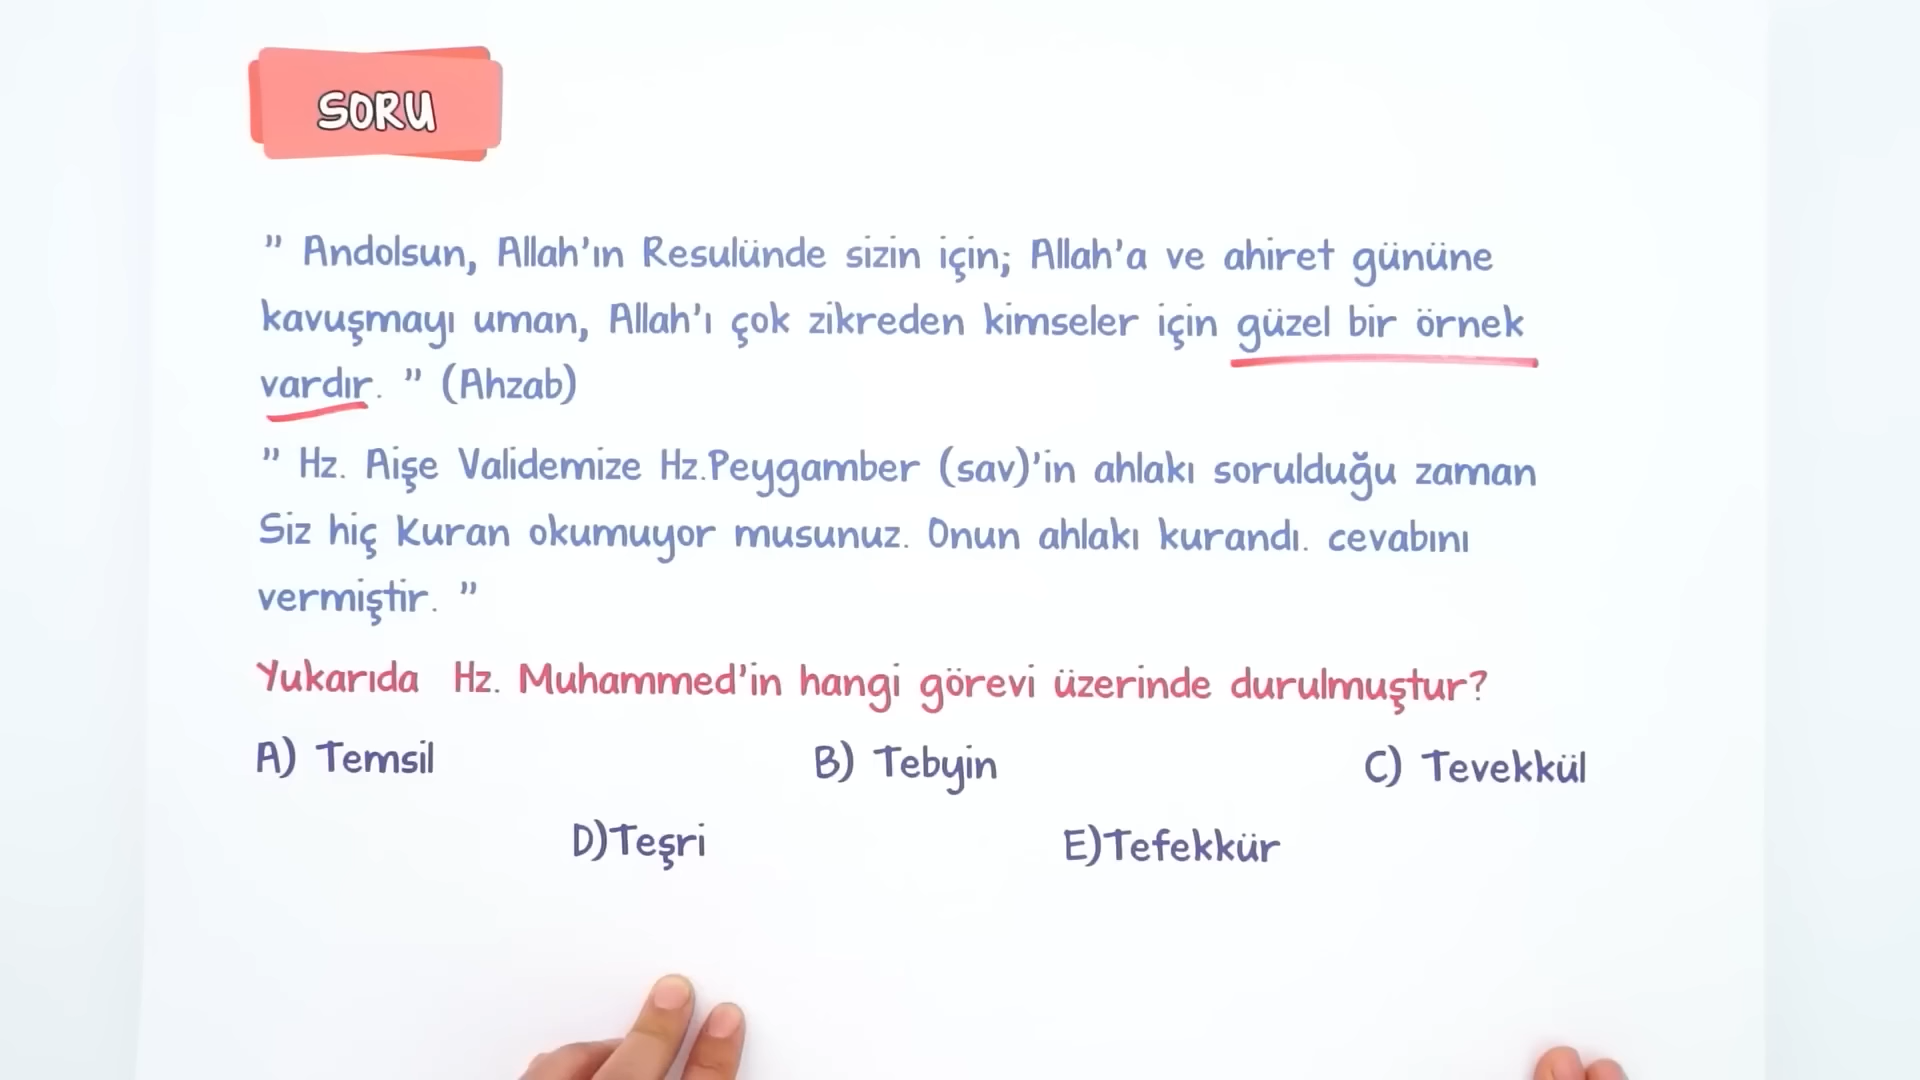 SORU
" Andolsun, Allah'ın Resulünde sizin için; Allah'a ve ahiret gününe
kavuşmayı uman, Allah'ı çok zikreden kimseler için güzel bir örnek
vardır. " (Ahzab)
" Hz. Aişe Validemize Hz.Peygamber (sav)'in ahlakı sorulduğu zaman
Siz hiç Kuran okumuyor musunuz. Onun ahlakı kurandı. cevabını
vermiştir. "
Yukarıda Hz. Muhammed'in hangi görevi üzerinde durulmuştur?
A) Temsil B) Tebyin C) Tevekkül
D)Teşri E)Tefekkür